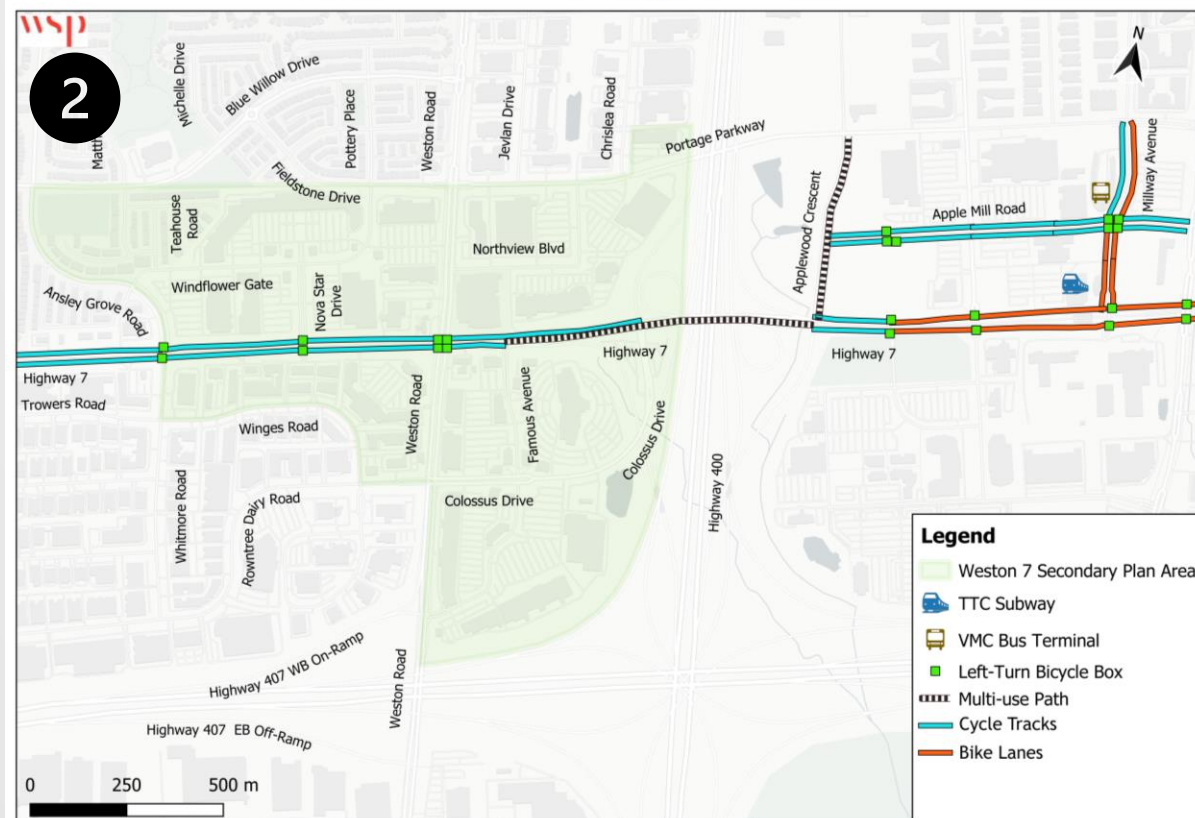 wsp
2
N
Michelle Drive
Blue Willow Drive
Pottery Place
Weston Road
Jevlan Drive
Chrislea Road
Portage Parkway
Matth
Fieldstone Drive
Teahouse
Road
Applewood Crescent
Apple Mill Road
Millway Avenue
Northview Blvd
Windflower Gate
Nova Star
Drive
Ansley Grove Road
Highway 7
Highway 7
Highway 7
Trowers Road
Weston Road
Famous Avenue
Colossus Drive
Winges Road
Whitmore Road
Rowntree Dairy Road
Colossus Drive
Highway 400
Highway 407 WB On-Ramp
Weston Road
Highway 407 EB Off-Ramp
0 250 500 m
Legend
Weston 7 Secondary Plan Area
TTC Subway
VMC Bus Terminal
Left-Turn Bicycle Box
Multi-use Path
Cycle Tracks
Bike Lanes